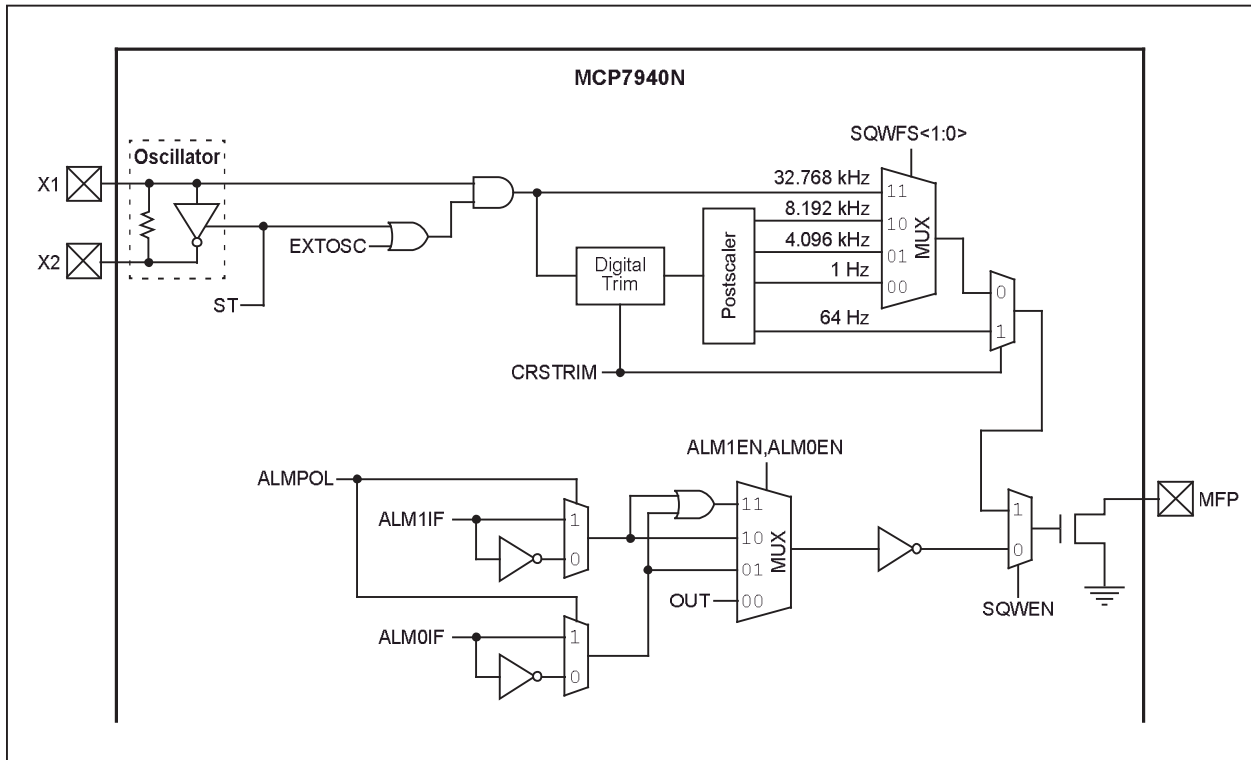 MCP7940N
SQWFS<1:0>
Oscillator
X1
32.768 kHz
11
8.192 kHz
10
4.096 kHz
01
1 Hz
00
MUX
EXTOSC
X2
Digital
Trim
Postscaler
0
ST
64 Hz
1
CRSTRIM
ALM1EN,ALM0EN
ALMPOL
MFP
ALM1IF
1
0
11
10
01
00
MUX
1
0
OUT
SQWEN
ALM0IF
1
0